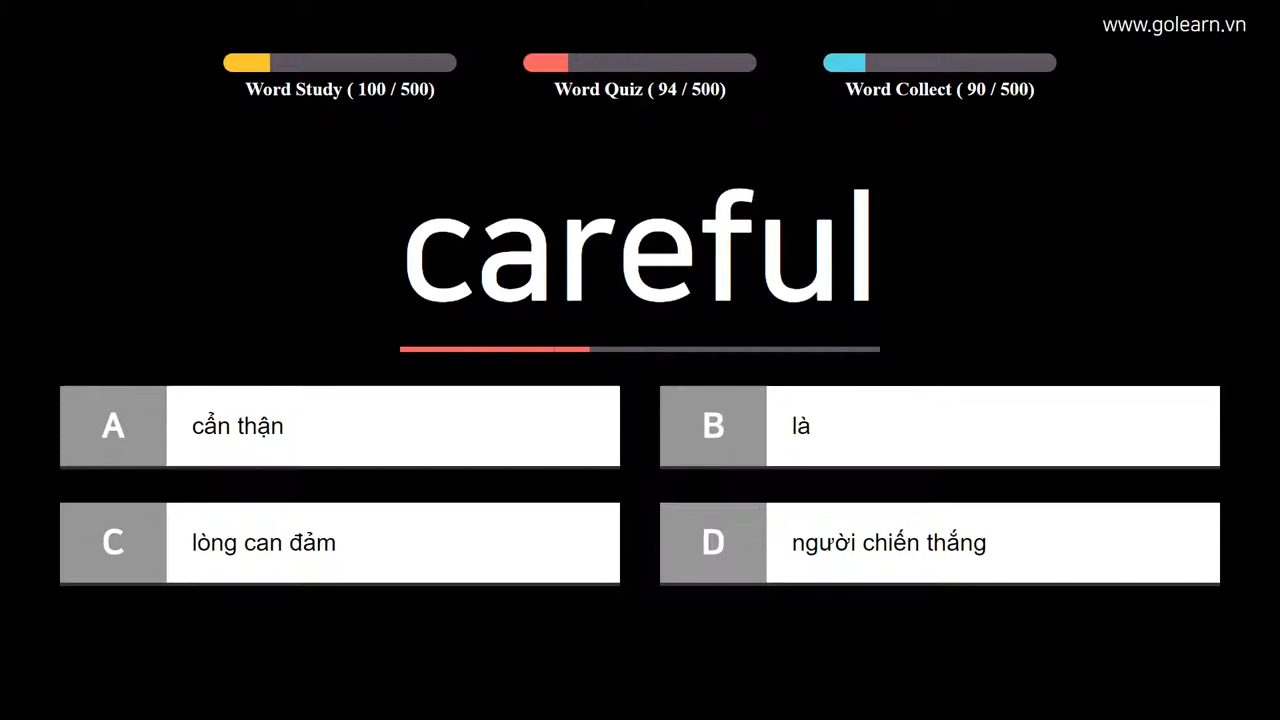 www.golearn.vn
Word Study ( 100 / 500)
Word Quiz ( 94 / 500)
Word Collect ( 90 / 500)
careful
A cẩn thận
B là
C lòng can đảm
D người chiến thắng